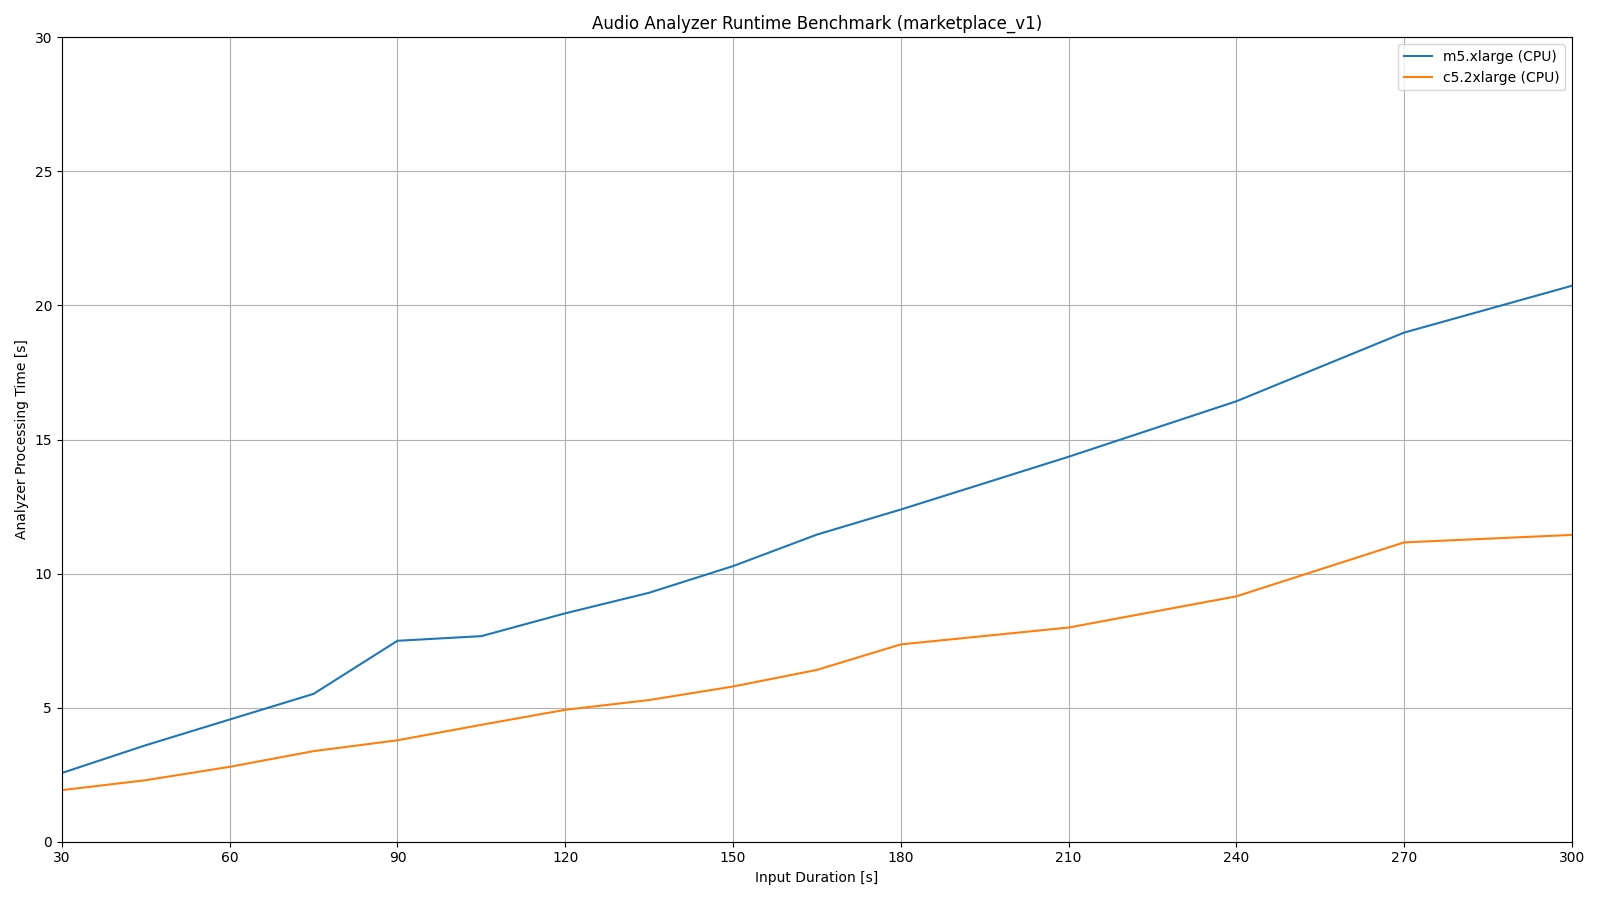 Audio Analyzer Runtime Benchmark (marketplace_v1)
m5.xlarge (CPU)
c5.2xlarge (CPU)
Analyzer Processing Time [s]
30
25
20
15
10
5
0
30 60 90 120 150 180 210 240 270 300
Input Duration [s]